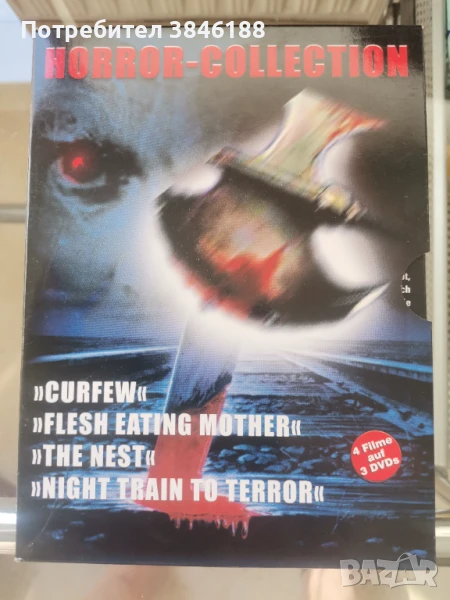 Потребител 3846188
HORROR-COLLECTION
»CURFEW«
»FLESH EATING MOTHER«
»THE NEST«
»NIGHT TRAIN TO TERROR«
4 Filme
auf
3 DVDs
BAZAR